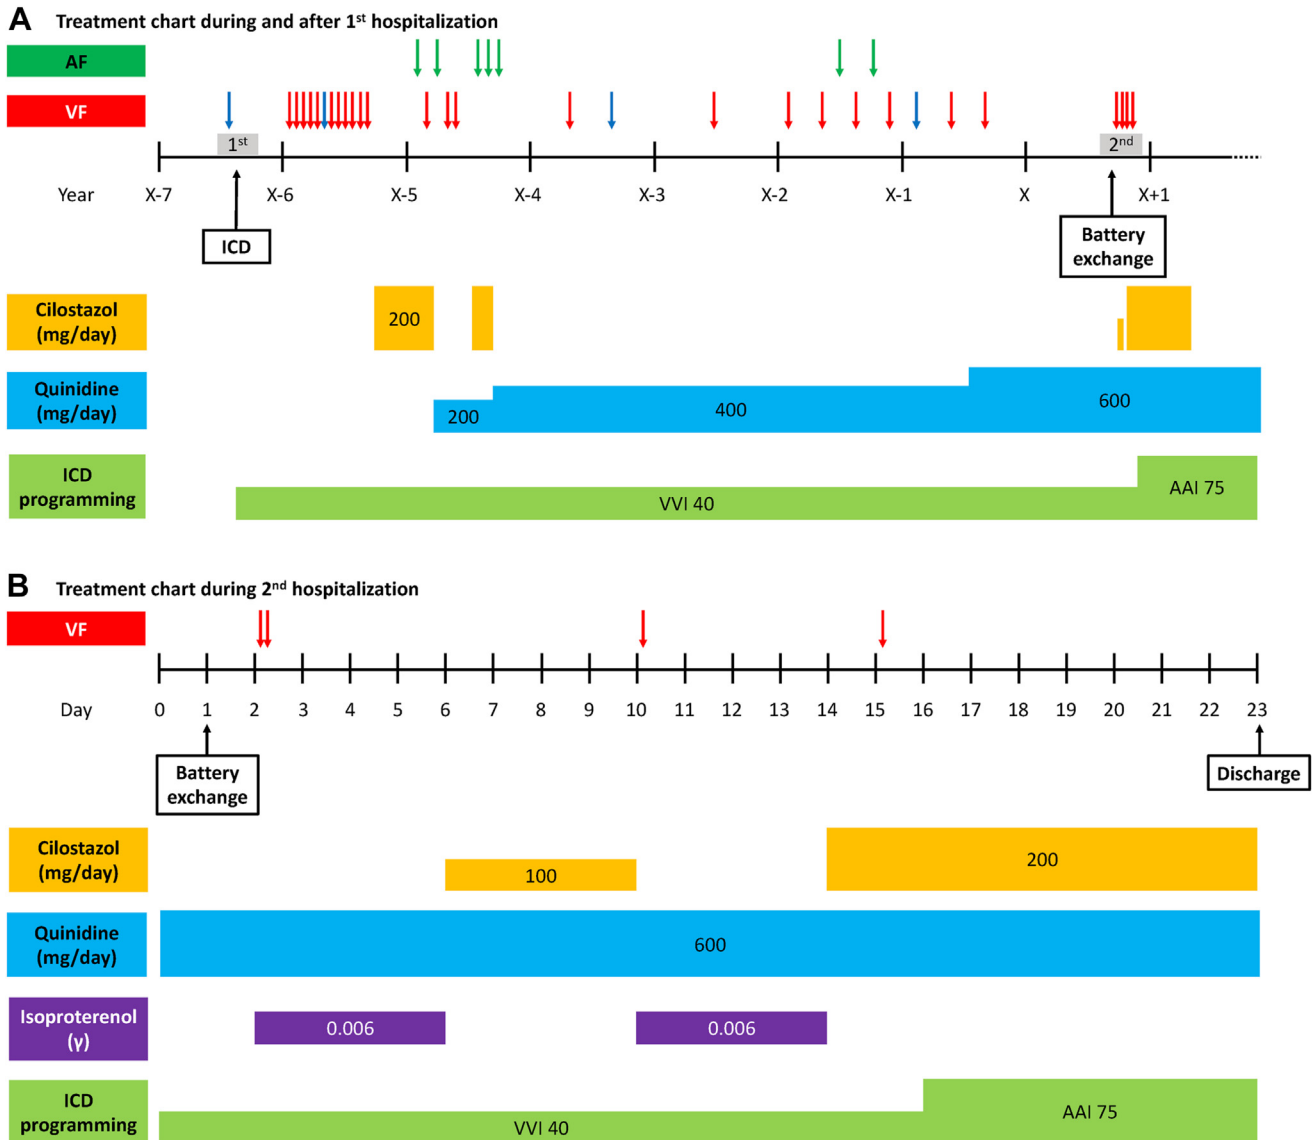 A Treatment chart during and after 1st hospitalization
AF
VF
1st
2nd
Year X-7 X-6 X-5 X-4 X-3 X-2 X-1 X X+1
ICD
Battery
exchange
Cilostazol
(mg/day)
200
Quinidine
(mg/day)
200 400 600
ICD
programming
VVI 40
AAI 75
B Treatment chart during 2nd hospitalization
VF
Day 0 1 2 3 4 5 6 7 8 9 10 11 12 13 14 15 16 17 18 19 20 21 22 23
Battery
exchange
Discharge
Cilostazol
(mg/day)
100
200
Quinidine
(mg/day)
600
Isoproterenol
(γ)
0.006 0.006
ICD
programming
VVI 40
AAI 75